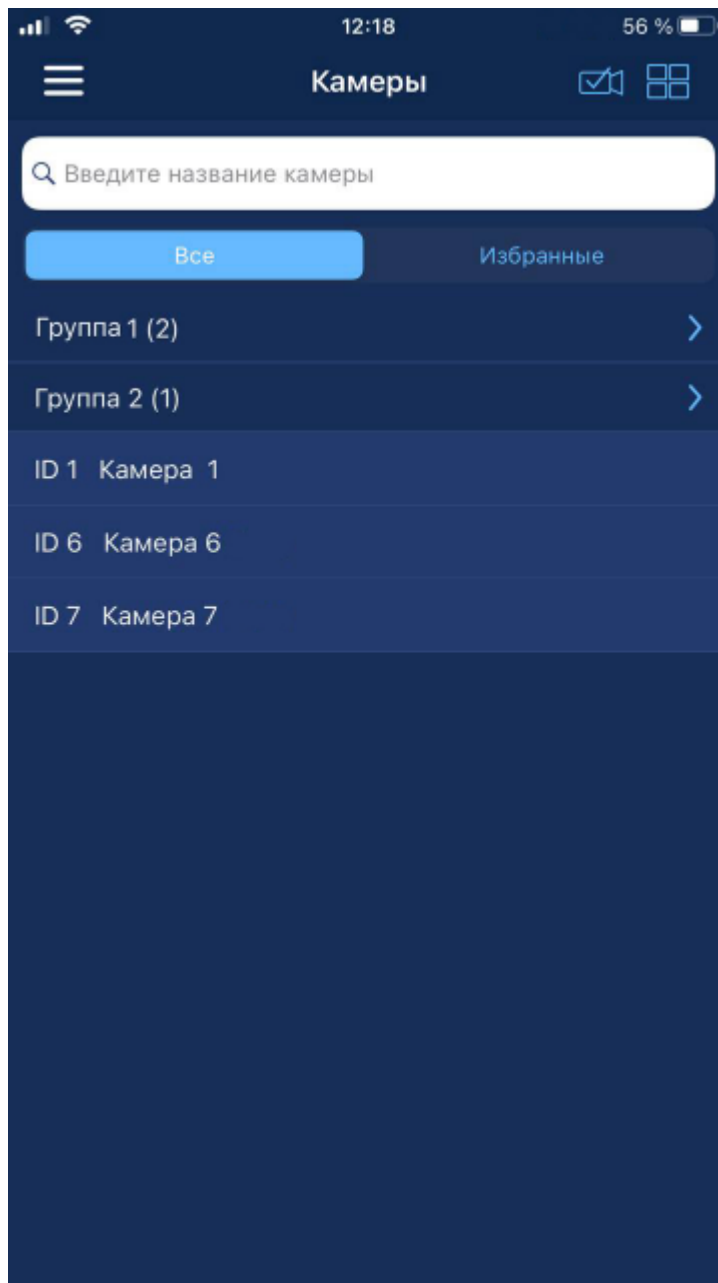 12:18
56 %
Камеры
Введите название камеры
Все
Избранные
Группа 1 (2)
Группа 2 (1)
ID 1 Камера 1
ID 6 Камера 6
ID 7 Камера 7